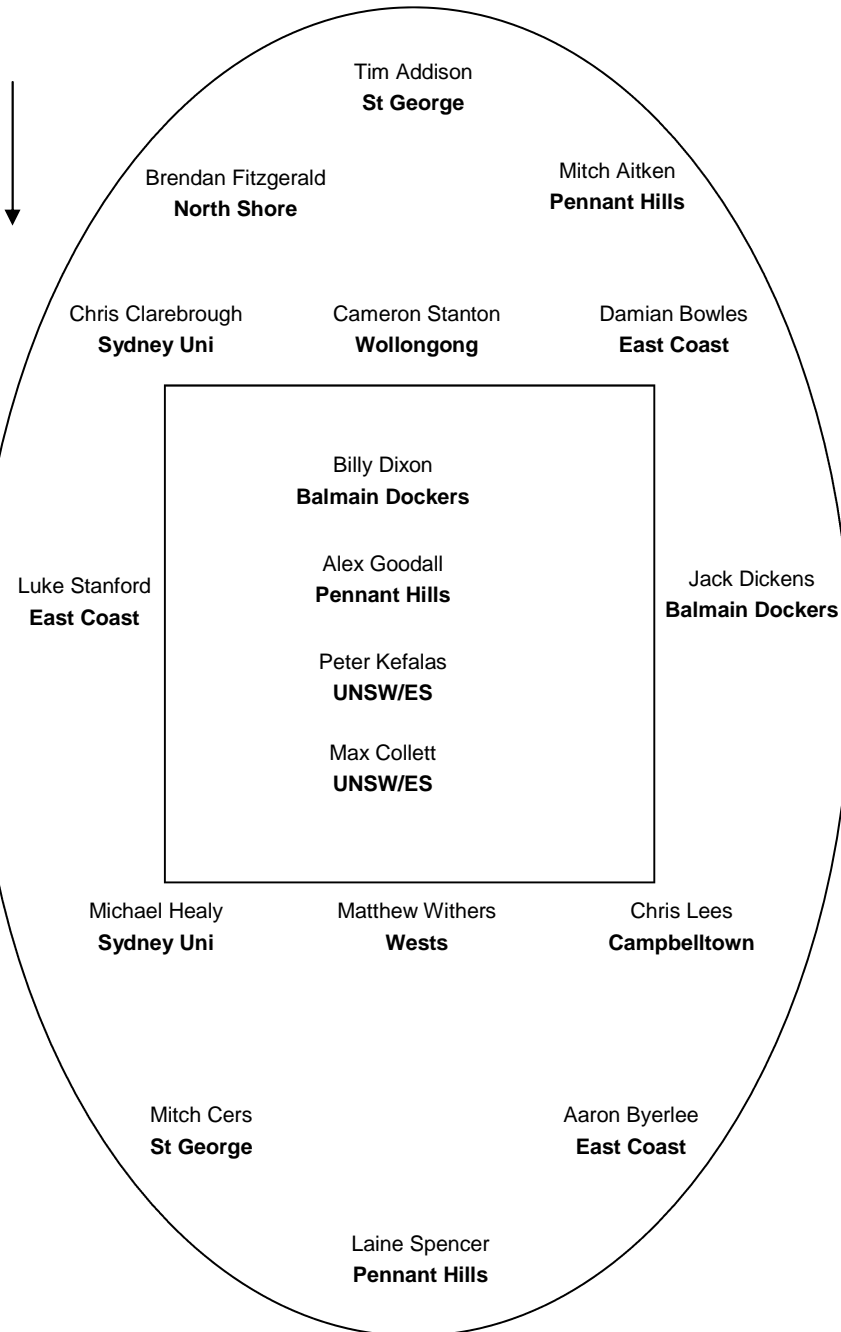 Tim Addison
St George
Brendan Fitzgerald
North Shore
Mitch Aitken
Pennant Hills
Chris Clarebrough
Sydney Uni
Cameron Stanton
Wollongong
Damian Bowles
East Coast
Billy Dixon
Balmain Dockers
Alex Goodall
Pennant Hills
Luke Stanford
East Coast
Jack Dickens
Balmain Dockers
Peter Kefalas
UNSW/ES
Max Collett
UNSW/ES
Michael Healy
Sydney Uni
Matthew Withers
Wests
Chris Lees
Campbelltown
Mitch Cers
St George
Aaron Byerlee
East Coast
Laine Spencer
Pennant Hills